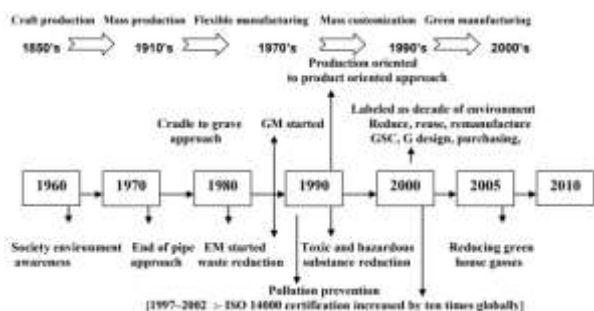 Craft production Mass production Flexible manufacturing Mass customization Green manufacturing
1850's 1910's 1970's 1990's 2000's
Production oriented
to product oriented approach
Labeled as decade of environment
Reduce, reuse, remanufacture
GSC, G design, purchasing,
Cradle to grave
approach
GM started
1960 1970 1980 1990 2000 2005 2010
Society environment
awareness
End of pipe
approach
EM started
waste reduction
Toxic and hazardous
substance reduction
Reducing green
house gasses
Pollution prevention
[1997–2002 :- ISO 14000 certification increased by ten times globally]